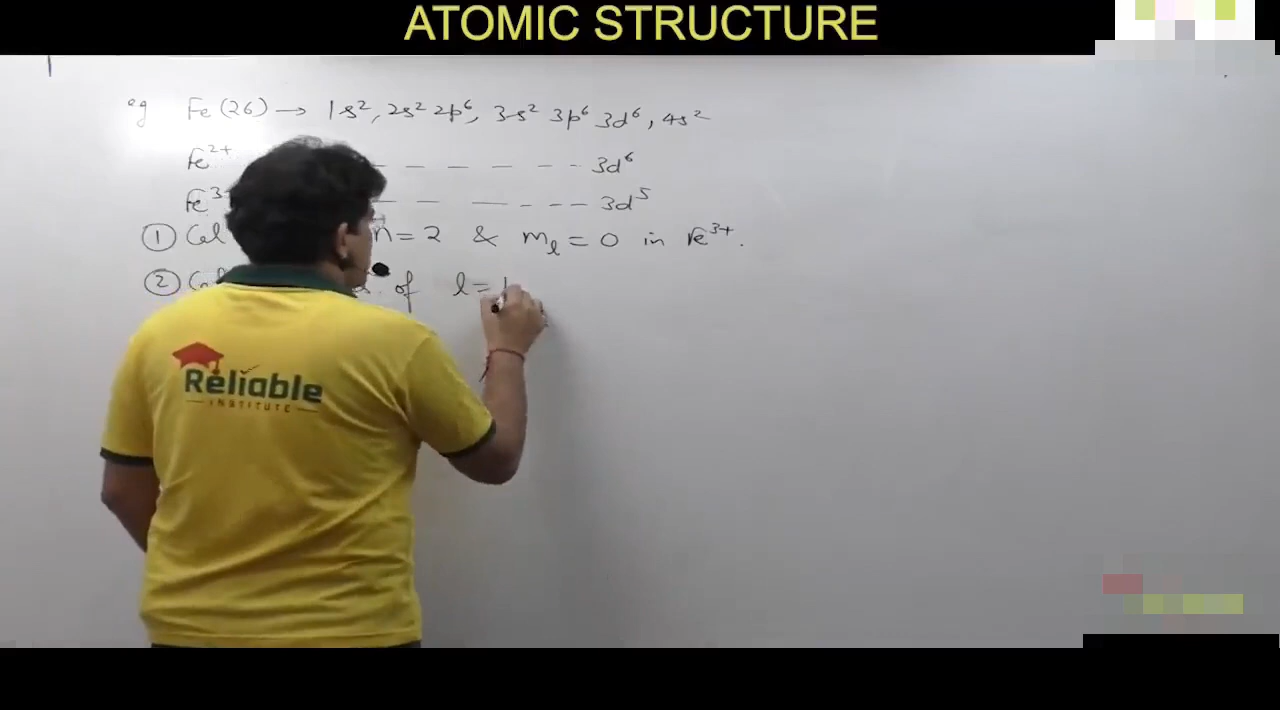 ATOMIC STRUCTURE
eg Fe(26) → 1s², 2s² 2p⁶, 3s² 3p⁶ 3d⁶, 4s²
Fe²⁺ — — — — - - 3d⁶
Fe³⁺ — — — - - - 3d⁵
① Cal n=2 & mₗ = 0 in Fe³⁺.
② of l=1
Reliable
INSTITUTE